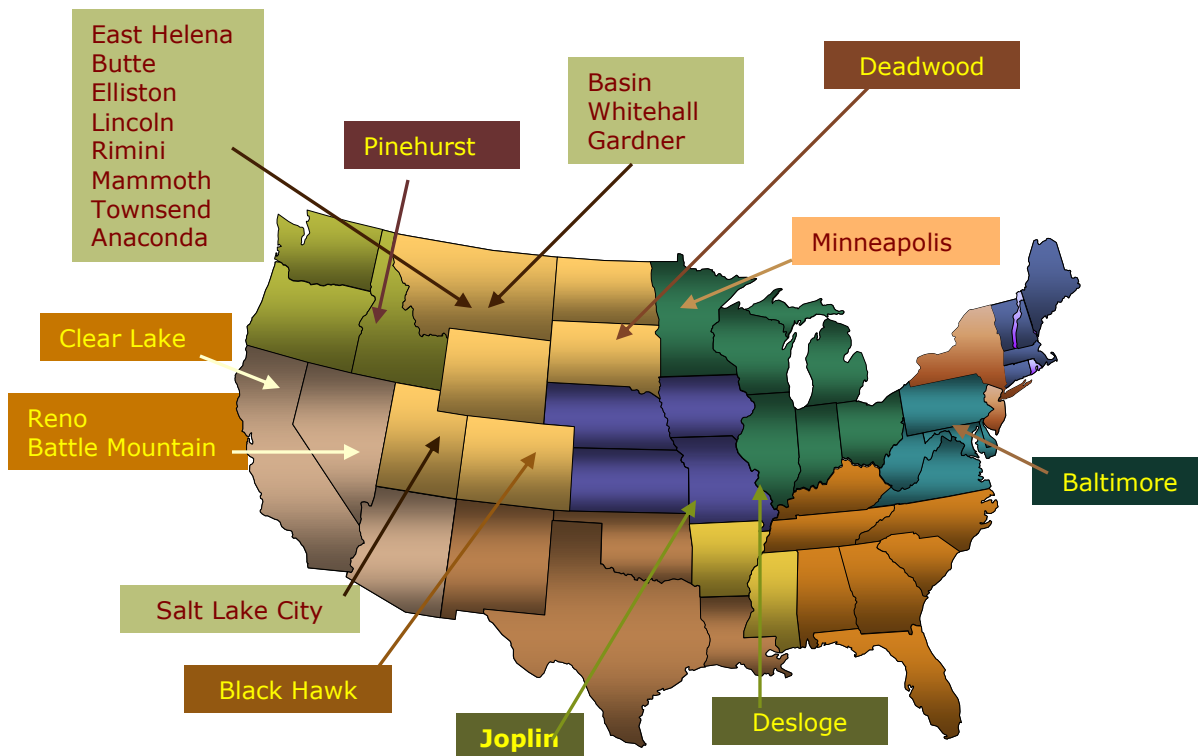 East Helena
Butte
Elliston
Lincoln
Rimini
Mammoth
Townsend
Anaconda
Pinehurst
Basin
Whitehall
Gardner
Deadwood
Minneapolis
Clear Lake
Reno
Battle Mountain
Baltimore
Salt Lake City
Black Hawk
Joplin
Desloge